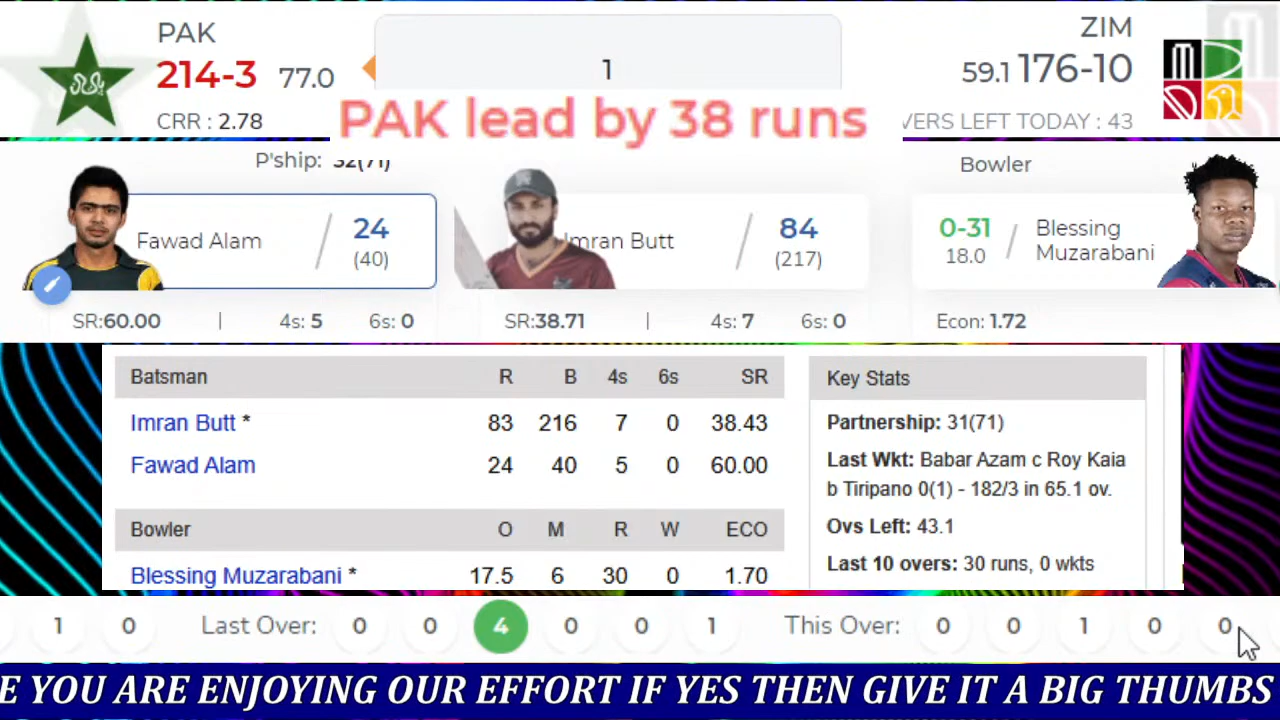 PAK
214-3 77.0
CRR : 2.78
1
PAK lead by 38 runs
ZIM
59.1 176-10
VERS LEFT TODAY : 43
P'ship: 32(71)
Fawad Alam
24
(40)
SR:60.00 | 4s: 5 6s: 0
Imran Butt
84
(217)
SR:38.71 | 4s: 7 6s: 0
Bowler
0-31
18.0
Blessing
Muzarabani
Econ: 1.72
Batsman R B 4s 6s SR
Imran Butt * 83 216 7 0 38.43
Fawad Alam 24 40 5 0 60.00
Bowler O M R W ECO
Blessing Muzarabani * 17.5 6 30 0 1.70
Key Stats
Partnership: 31(71)
Last Wkt: Babar Azam c Roy Kaia
b Tiripano 0(1) - 182/3 in 65.1 ov.
Ovs Left: 43.1
Last 10 overs: 30 runs, 0 wkts
1 0 Last Over: 0 0 4 0 0 1 This Over: 0 0 1 0 0
E YOU ARE ENJOYING OUR EFFORT IF YES THEN GIVE IT A BIG THUMBS